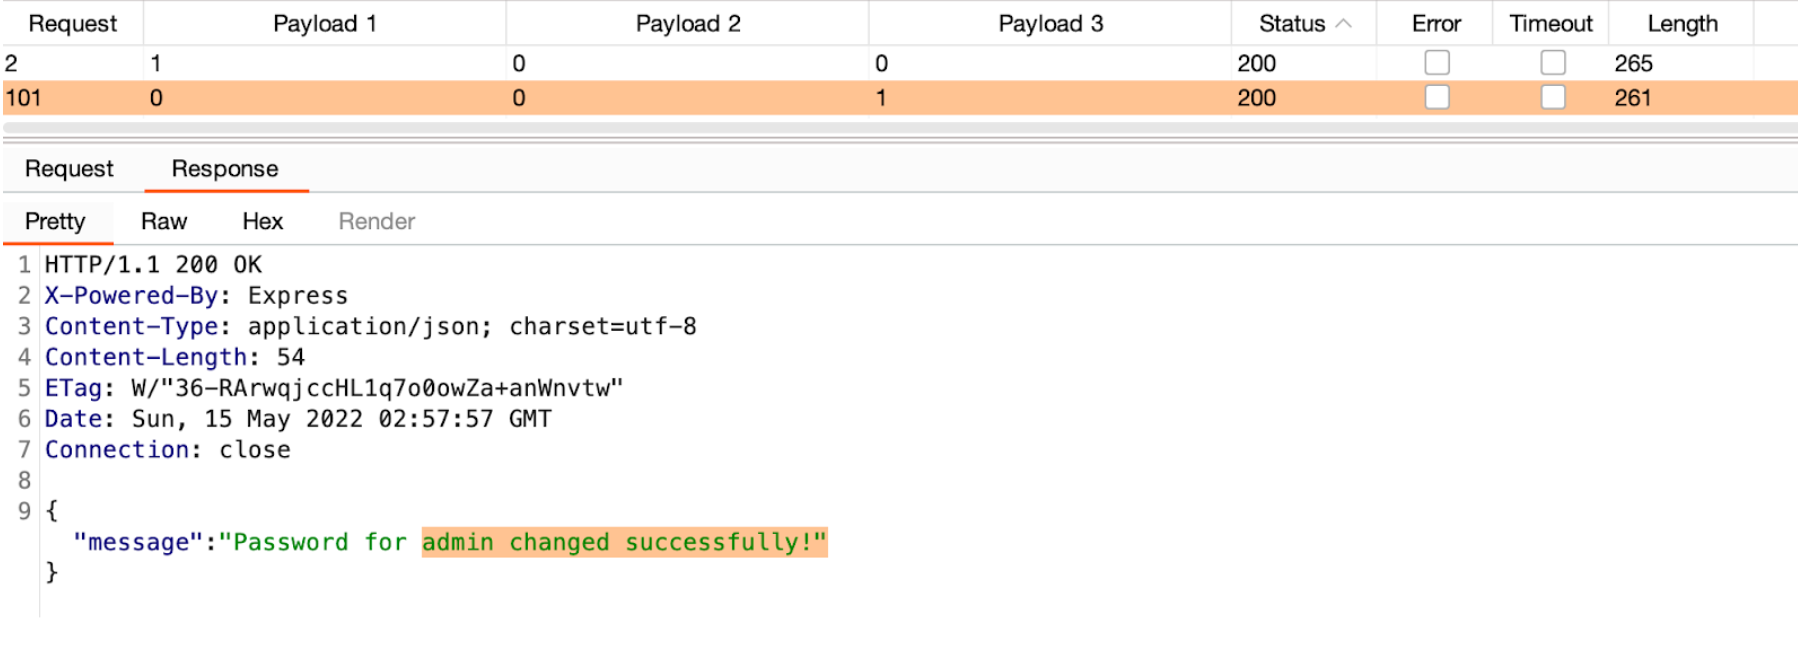 Request Payload 1 Payload 2 Payload 3 Status Error Timeout Length
2 1 0 0 200 265
101 0 0 1 200 261
Request Response
Pretty Raw Hex Render
1 HTTP/1.1 200 OK
2 X-Powered-By: Express
3 Content-Type: application/json; charset=utf-8
4 Content-Length: 54
5 ETag: W/"36-RArwqjccHL1q7o0owZa+anWnvtw"
6 Date: Sun, 15 May 2022 02:57:57 GMT
7 Connection: close
8
9 {
"message":"Password for admin changed successfully!"
}